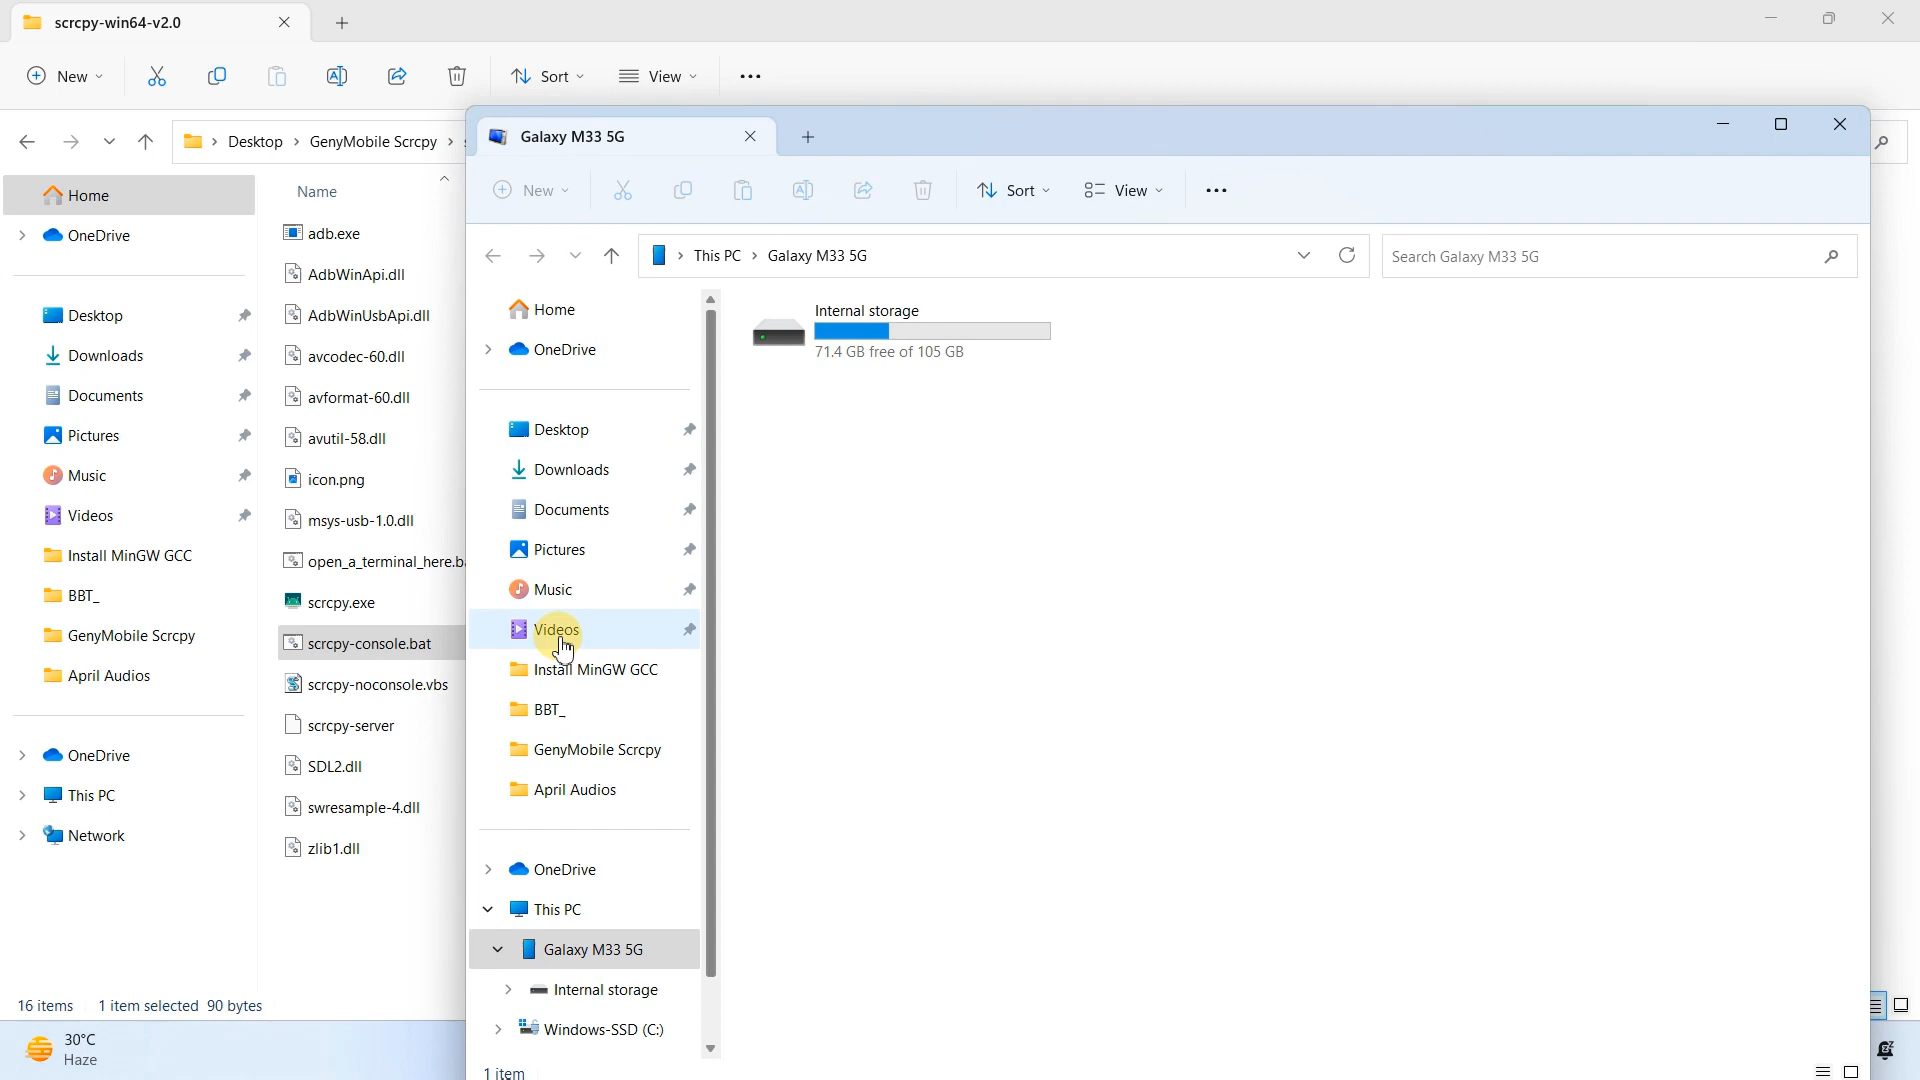 scrcpy-win64-v2.0
New
Sort
View
Desktop
GenyMobile Scrcpy
Home
OneDrive
Desktop
Downloads
Documents
Pictures
Music
Videos
Install MinGW GCC
BBT_
GenyMobile Scrcpy
April Audios
OneDrive
This PC
Network
Name
adb.exe
AdbWinApi.dll
AdbWinUsbApi.dll
avcodec-60.dll
avformat-60.dll
avutil-58.dll
icon.png
msys-usb-1.0.dll
open_a_terminal_here.ba
scrcpy.exe
scrcpy-console.bat
scrcpy-noconsole.vbs
scrcpy-server
SDL2.dll
swresample-4.dll
zlib1.dll
16 items 1 item selected 90 bytes
30°C
Haze
Galaxy M33 5G
New
Sort
View
This PC
Galaxy M33 5G
Search Galaxy M33 5G
Home
OneDrive
Desktop
Downloads
Documents
Pictures
Music
Videos
Install MinGW GCC
BBT_
GenyMobile Scrcpy
April Audios
OneDrive
This PC
Galaxy M33 5G
Internal storage
Windows-SSD (C:)
1 item
Internal storage
71.4 GB free of 105 GB